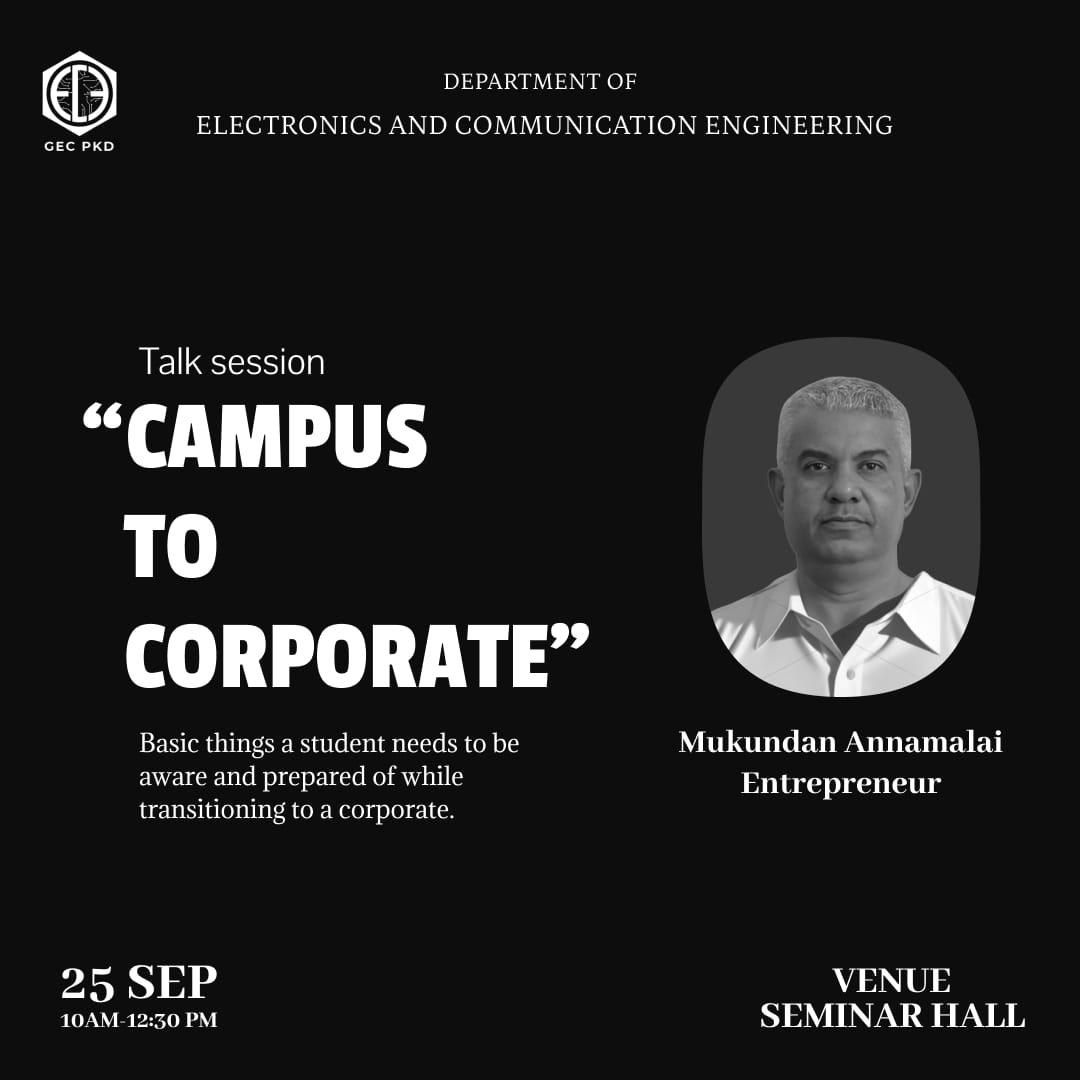 ECE
GEC PKD
DEPARTMENT OF
ELECTRONICS AND COMMUNICATION ENGINEERING
Talk session
“CAMPUS
TO
CORPORATE”
Basic things a student needs to be
aware and prepared of while
transitioning to a corporate.
Mukundan Annamalai
Entrepreneur
25 SEP
10AM-12:30 PM
VENUE
SEMINAR HALL